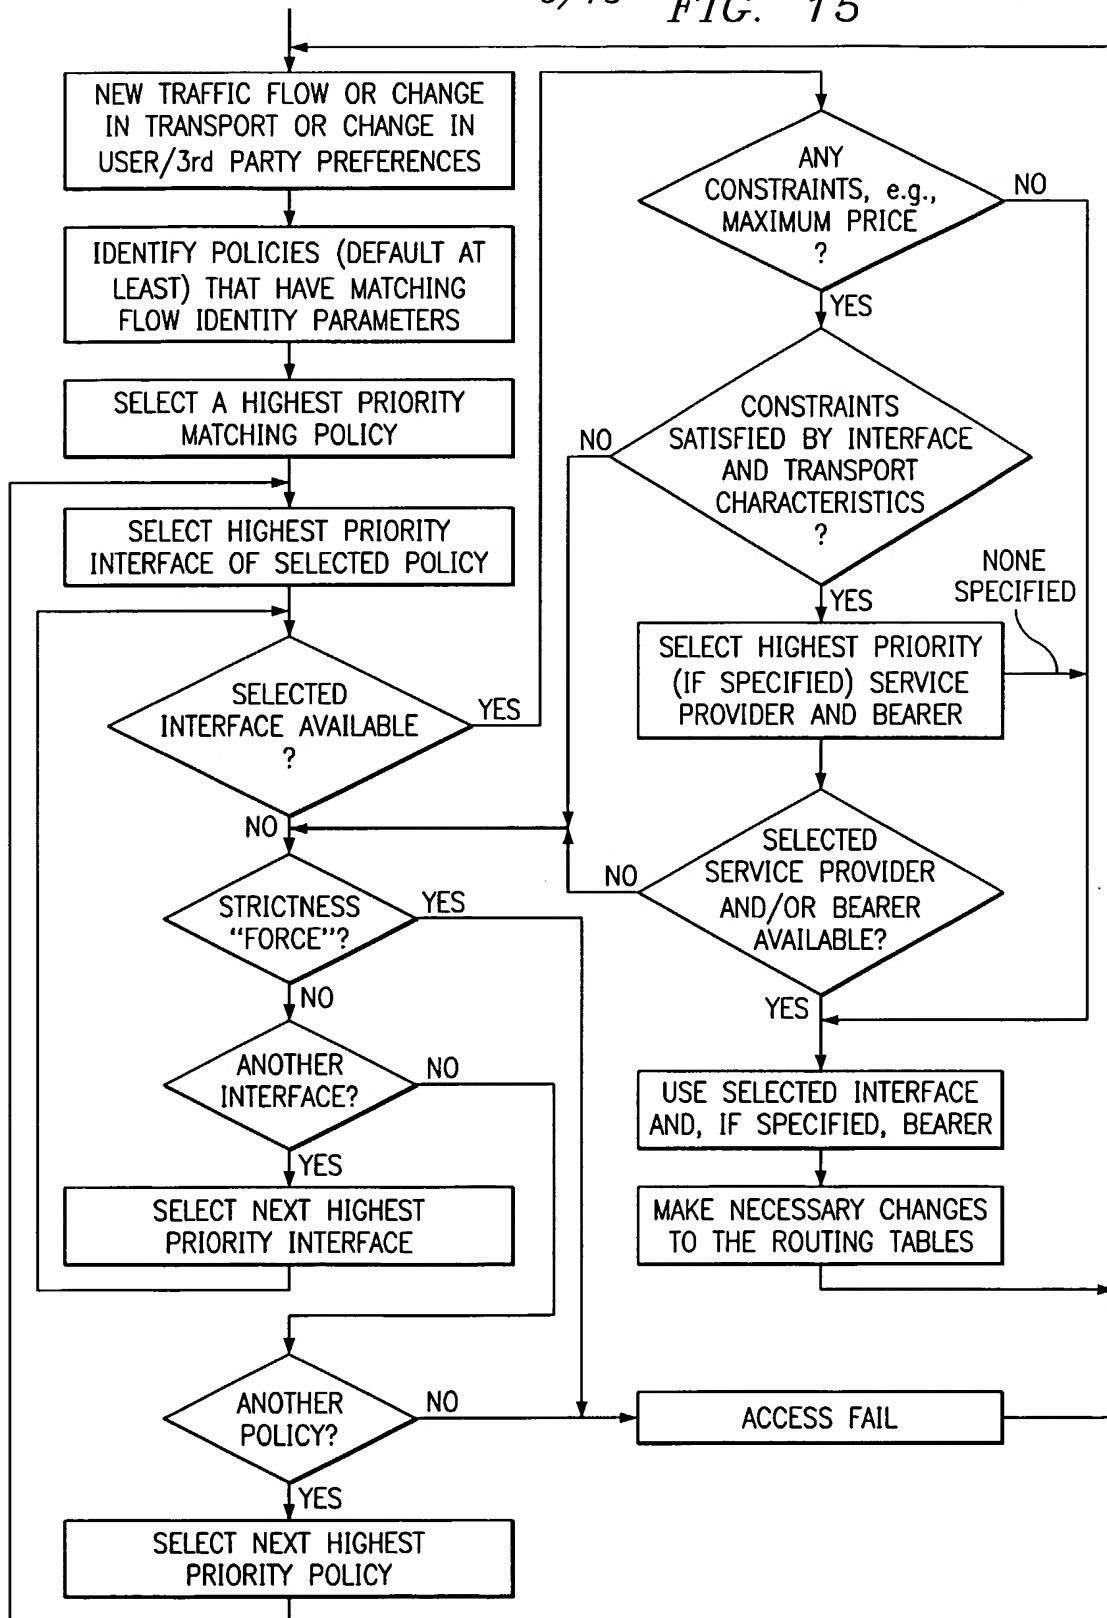 FIG. 15
NEW TRAFFIC FLOW OR CHANGE
IN TRANSPORT OR CHANGE IN
USER/3rd PARTY PREFERENCES
IDENTIFY POLICIES (DEFAULT AT
LEAST) THAT HAVE MATCHING
FLOW IDENTITY PARAMETERS
SELECT A HIGHEST PRIORITY
MATCHING POLICY
SELECT HIGHEST PRIORITY
INTERFACE OF SELECTED POLICY
SELECTED
INTERFACE AVAILABLE
?
YES
NO
STRICTNESS
"FORCE"?
YES
NO
ANOTHER
INTERFACE?
NO
YES
SELECT NEXT HIGHEST
PRIORITY INTERFACE
ANOTHER
POLICY?
NO
YES
SELECT NEXT HIGHEST
PRIORITY POLICY
ANY
CONSTRAINTS, e.g.,
MAXIMUM PRICE
?
NO
YES
CONSTRAINTS
SATISFIED BY INTERFACE
AND TRANSPORT
CHARACTERISTICS
?
NO
YES
NONE
SPECIFIED
SELECT HIGHEST PRIORITY
(IF SPECIFIED) SERVICE
PROVIDER AND BEARER
SELECTED
SERVICE PROVIDER
AND/OR BEARER
AVAILABLE?
NO
YES
USE SELECTED INTERFACE
AND, IF SPECIFIED, BEARER
MAKE NECESSARY CHANGES
TO THE ROUTING TABLES
ACCESS FAIL